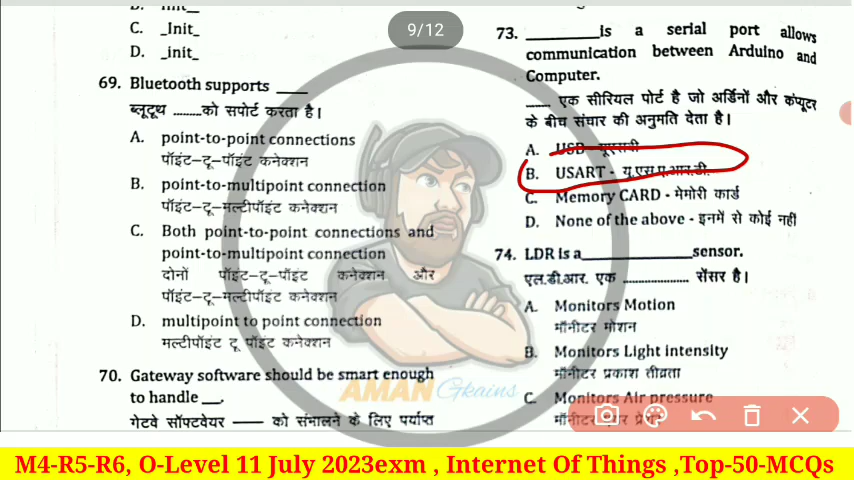 9/12
C. _Init_
D. _init_
69. Bluetooth supports ____
ब्लूटूथ ........को सपोर्ट करता है।
A. point-to-point connections
पॉइंट–टू–पॉइंट कनेक्शन
B. point-to-multipoint connection
पॉइंट–टू–मल्टीपॉइंट कनेक्शन
C. Both point-to-point connections and
point-to-multipoint connection
दोनों पॉइंट–टू–पॉइंट कनेक्शन और
पॉइंट–टू–मल्टीपॉइंट कनेक्शन
D. multipoint to point connection
मल्टीपॉइंट टू पॉइंट कनेक्शन
70. Gateway software should be smart enough
to handle ___.
गेटवे सॉफ्टवेयर —— को संभालने के लिए पर्याप्त
73. _________is a serial port allows
communication between Arduino and
Computer.
...... एक सीरियल पोर्ट है जो अर्डिनों और कंप्यूटर
के बीच संचार की अनुमति देता है।
A. USB- यूएसबी
B. USART - यू.एस.ए.आर.टी.
C. Memory CARD - मेमोरी कार्ड
D. None of the above - इनमें से कोई नहीं
74. LDR is a______________sensor.
एल.डी.आर. एक .................. सेंसर है।
A. Monitors Motion
मॉनीटर मोशन
B. Monitors Light intensity
मॉनीटर प्रकाश तीव्रता
C. Monitors Air pressure
मॉनीटर
AMAN Gkrains
M4-R5-R6, O-Level 11 July 2023exm , Internet Of Things ,Top-50-MCQs